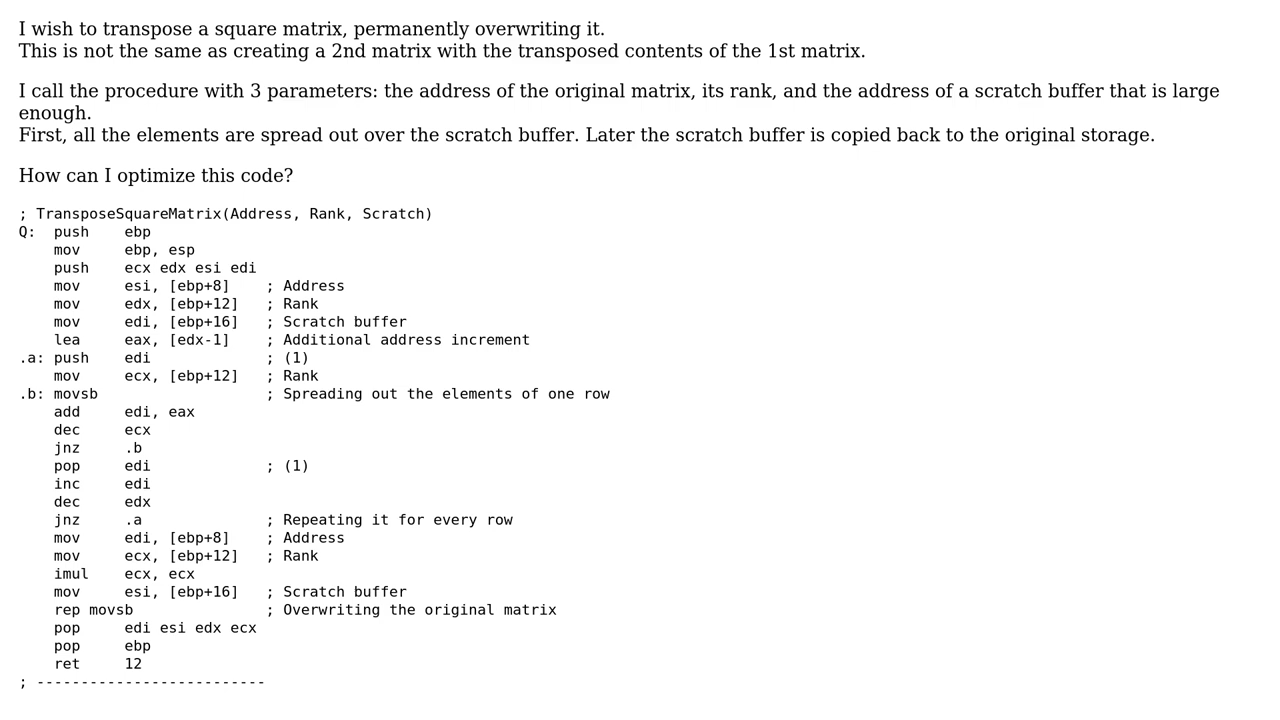 I wish to transpose a square matrix, permanently overwriting it.
This is not the same as creating a 2nd matrix with the transposed contents of the 1st matrix.
I call the procedure with 3 parameters: the address of the original matrix, its rank, and the address of a scratch buffer that is large
enough.
First, all the elements are spread out over the scratch buffer. Later the scratch buffer is copied back to the original storage.
How can I optimize this code?
; TransposeSquareMatrix(Address, Rank, Scratch)
Q:  push    ebp
    mov     ebp, esp
    push    ecx edx esi edi
    mov     esi, [ebp+8]    ; Address
    mov     edx, [ebp+12]   ; Rank
    mov     edi, [ebp+16]   ; Scratch buffer
    lea     eax, [edx-1]    ; Additional address increment
.a: push    edi             ; (1)
    mov     ecx, [ebp+12]   ; Rank
.b: movsb                   ; Spreading out the elements of one row
    add     edi, eax
    dec     ecx
    jnz     .b
    pop     edi             ; (1)
    inc     edi
    dec     edx
    jnz     .a              ; Repeating it for every row
    mov     edi, [ebp+8]    ; Address
    mov     ecx, [ebp+12]   ; Rank
    imul    ecx, ecx
    mov     esi, [ebp+16]   ; Scratch buffer
    rep movsb               ; Overwriting the original matrix
    pop     edi esi edx ecx
    pop     ebp
    ret     12
; --------------------------